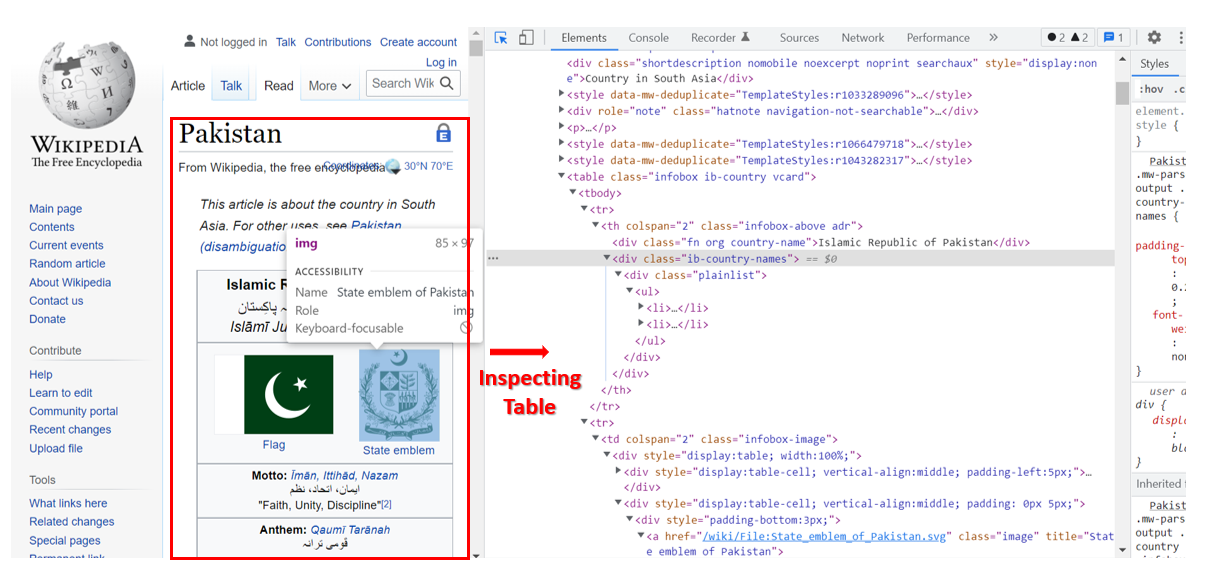 WIKIPEDIA
The Free Encyclopedia
Main page
Contents
Current events
Random article
About Wikipedia
Contact us
Donate
Contribute
Help
Learn to edit
Community portal
Recent changes
Upload file
Tools
What links here
Related changes
Special pages
Permanent link
Not logged in Talk Contributions Create account
Log in
Article Talk Read More Search Wik
Pakistan
From Wikipedia, the free encyclopedia
Coordinates 30°N 70°E
This article is about the country in South
Asia. For other uses, see Pakistan
(disambiguatio
img 85 × 97
ACCESSIBILITY
Name State emblem of Pakistan
Role img
Keyboard-focusable
Islamic R
Islāmī Ju
Flag
State emblem
Motto: Īmān, Ittihād, Nazam
ایمان، اتحاد، نظم
"Faith, Unity, Discipline"[2]
Anthem: Qaumī Tarānah
قومی ترانہ
Inspecting
Table
Elements Console Recorder Sources Network Performance » 2 2 1
<div class="shortdescription nomobile noexcerpt noprint searchaux" style="display:non
e">Country in South Asia</div>
<style data-mw-deduplicate="TemplateStyles:r1033289096">…</style>
<div role="note" class="hatnote navigation-not-searchable">…</div>
<p>…</p>
<style data-mw-deduplicate="TemplateStyles:r1066479718">…</style>
<style data-mw-deduplicate="TemplateStyles:r1043282317">…</style>
<table class="infobox ib-country vcard">
<tbody>
<tr>
<th colspan="2" class="infobox-above adr">
<div class="fn org country-name">Islamic Republic of Pakistan</div>
<div class="ib-country-names"> == $0
<div class="plainlist">
<ul>
<li>…</li>
<li>…</li>
</ul>
</div>
</div>
</th>
</tr>
<tr>
<td colspan="2" class="infobox-image">
<div style="display:table; width:100%;">
<div style="display:table-cell; vertical-align:middle; padding-left:5px;">…
</div>
<div style="display:table-cell; vertical-align:middle; padding: 0px 5px;">
<div style="padding-bottom:3px;">
<a href="/wiki/File:State_emblem_of_Pakistan.svg" class="image" title="Stat
e emblem of Pakistan">
Styles
:hov .c
element.
style {
}
Pakist
.mw-pars
output .
country-
names {
padding-
top
:
0.2
;
font-
wei
:
non
}
user a
div {
displa
:
blo
}
Inherited f
Pakist
.mw-pars
output .
country